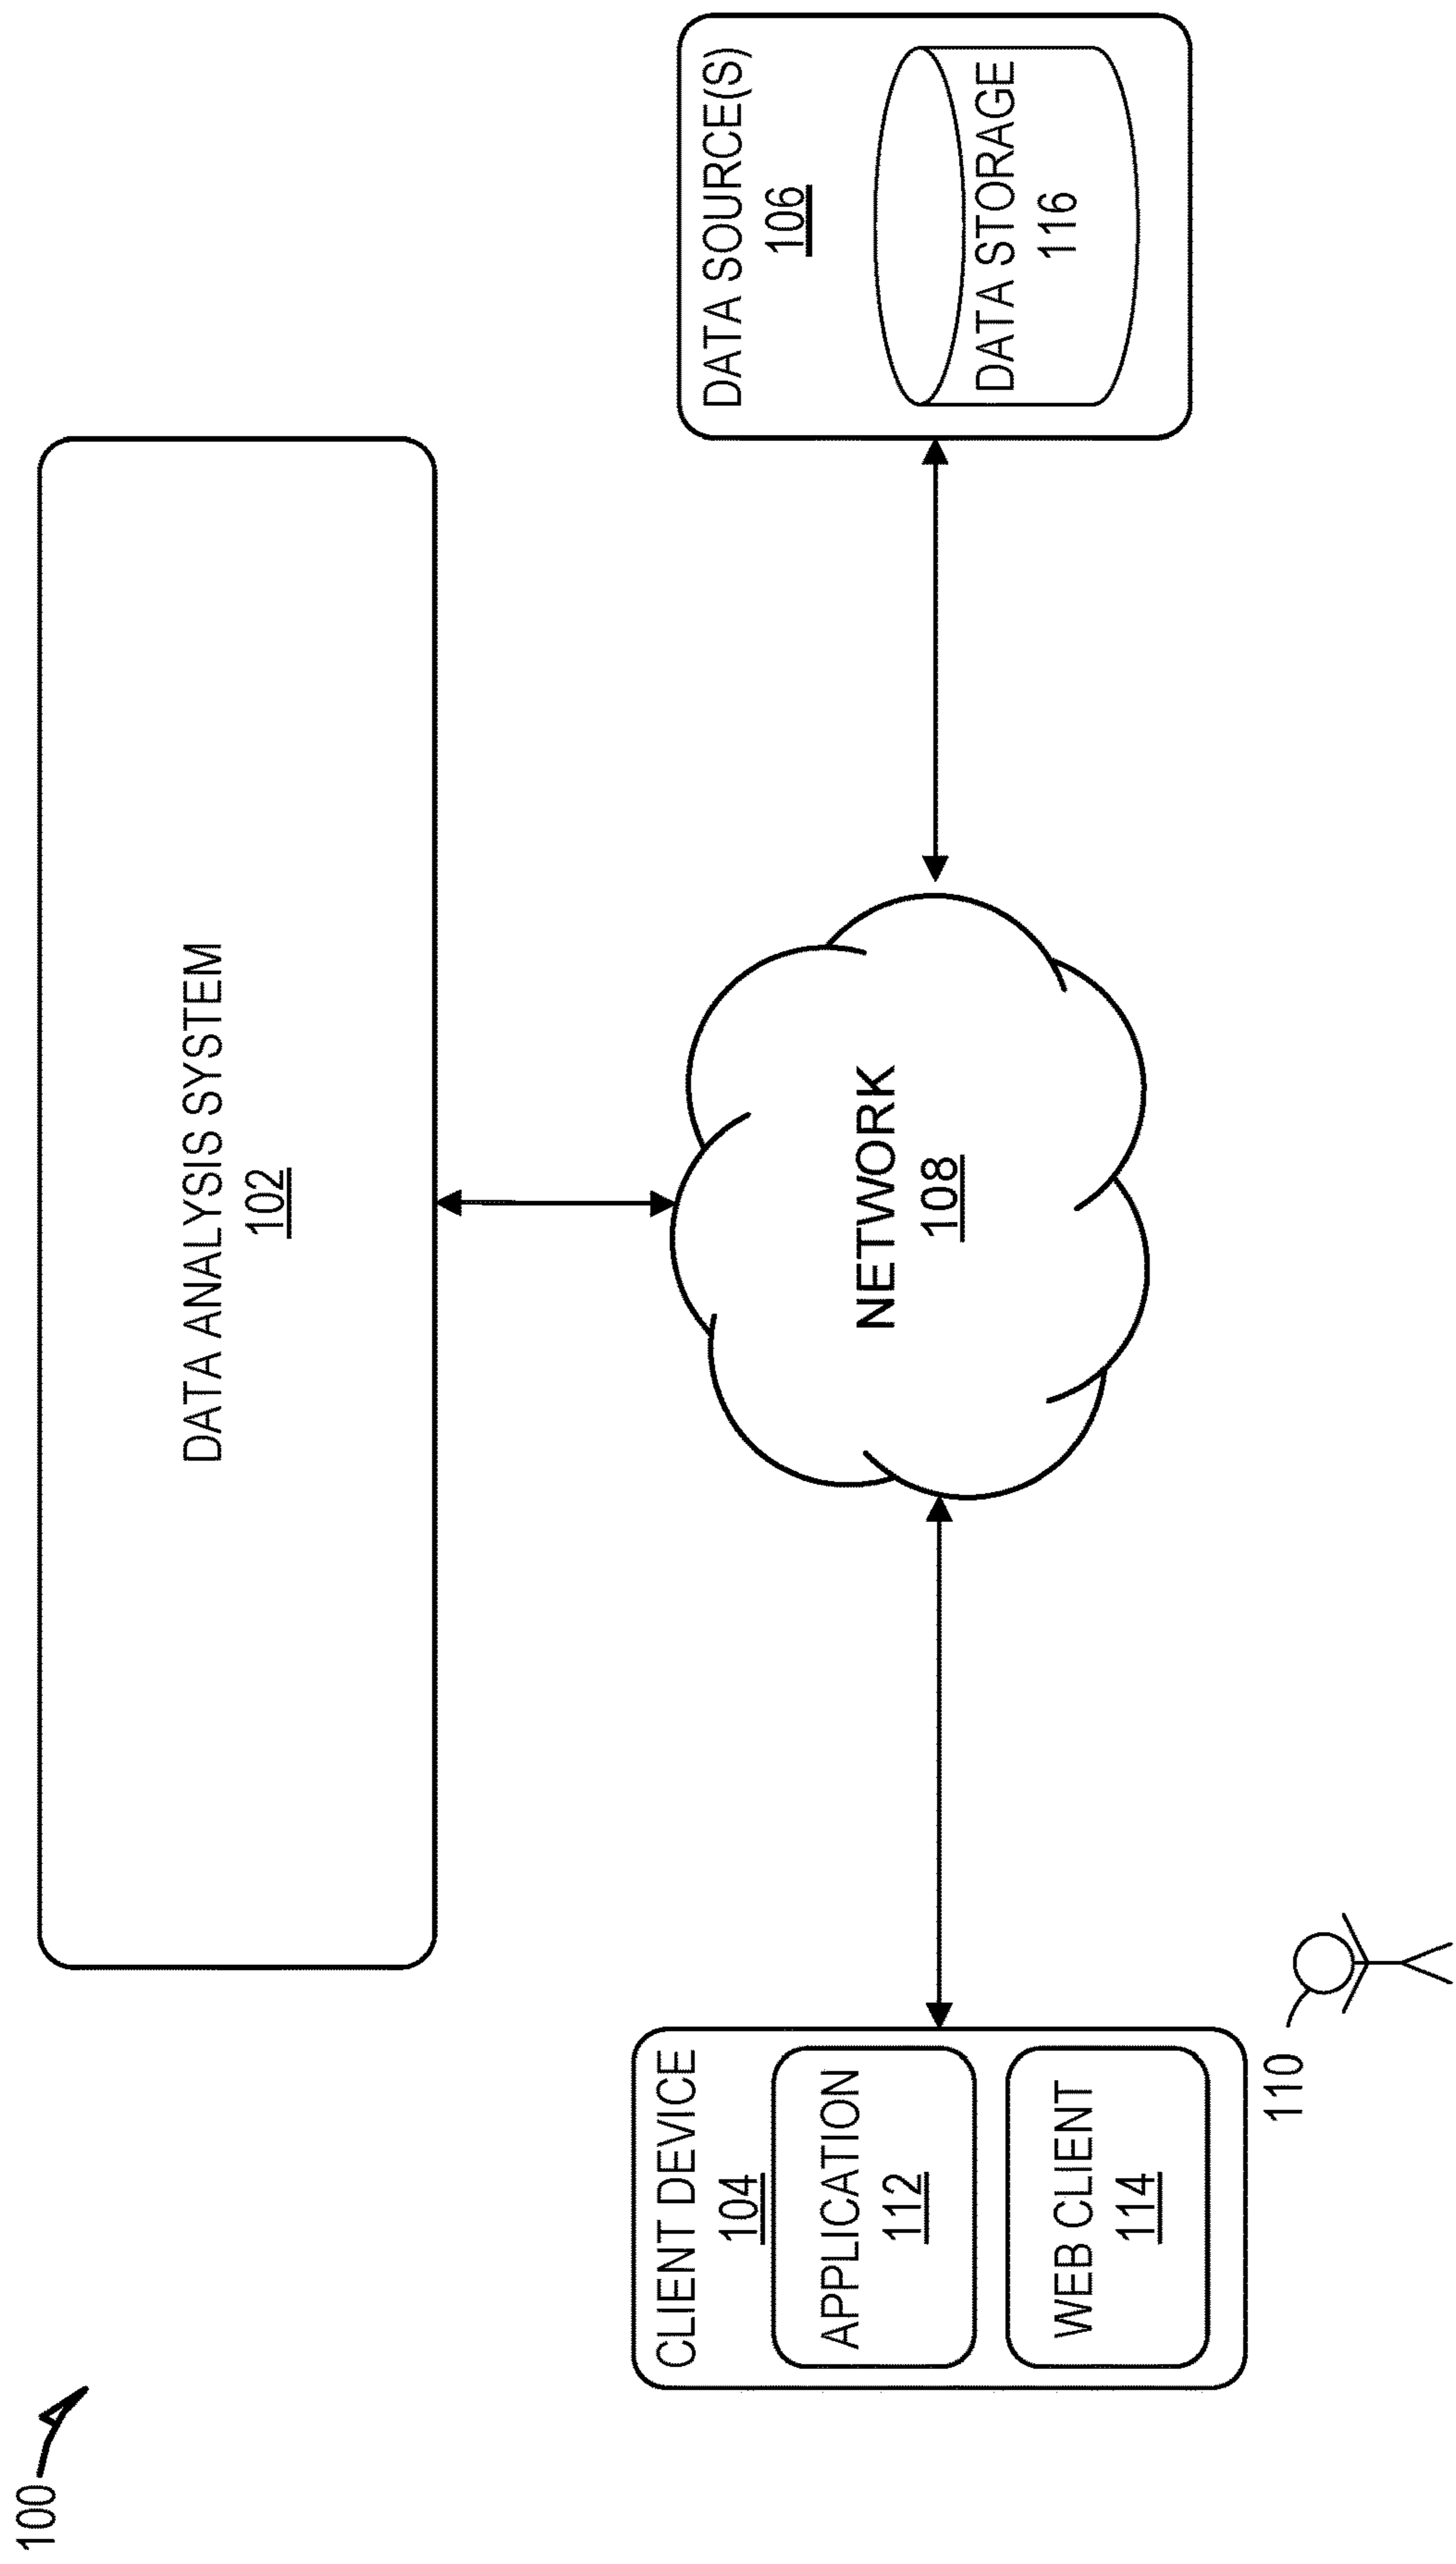 100
DATA ANALYSIS SYSTEM
102
CLIENT DEVICE
104
APPLICATION
112
WEB CLIENT
114
110
NETWORK
108
DATA SOURCE(S)
106
DATA STORAGE
116